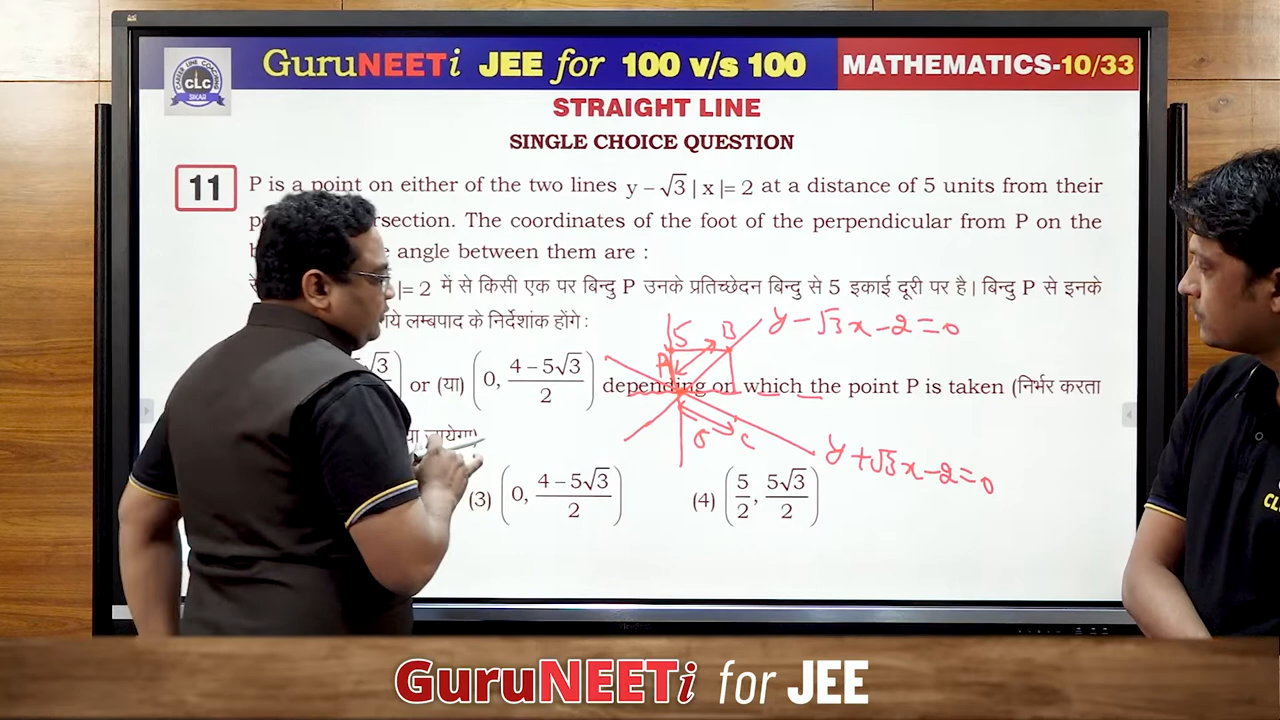 GuruNEETi JEE for 100 v/s 100
MATHEMATICS-10/33
CLC
SIKAR
STRAIGHT LINE
SINGLE CHOICE QUESTION
11
P is a point on either of the two lines y – √3 | x |= 2 at a distance of 5 units from their
rsection. The coordinates of the foot of the perpendicular from P on the
angle between them are :
|= 2 में से किसी एक पर बिन्दु P उनके प्रतिच्छेदन बिन्दु से 5 इकाई दूरी पर है। बिन्दु P से इनके
गये लम्बपाद के निर्देशांक होंगे :
or (या) (0, (4 – 5√3)/2) depending on which the point P is taken (निर्भर करता
(3) (0, (4 – 5√3)/2)
(4) (5/2, 5√3/2)
y – √3x – 2 = 0
5
B
A
5
C
y + √3x – 2 = 0
GuruNEETi for JEE